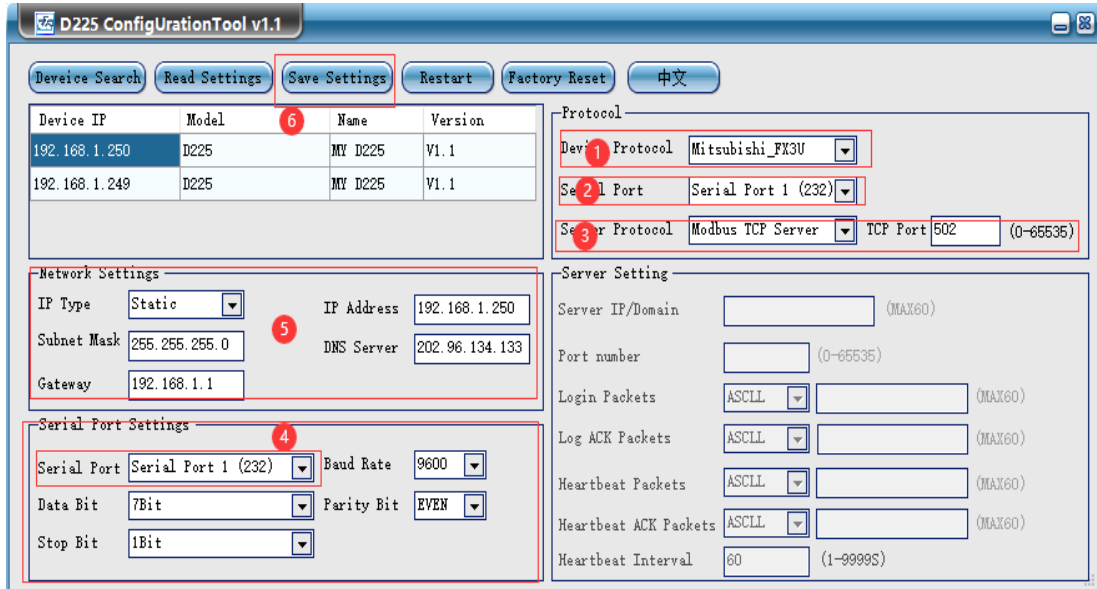 D225 ConfigUrationTool v1.1
Deveice Search Read Settings Save Settings Restart Factory Reset 中文
6
Device IP Model Name Version
192.168.1.250 D225 MY D225 V1.1
192.168.1.249 D225 MY D225 V1.1
Protocol
1 Protocol Mitsubishi_FX3U
2 Port Serial Port 1 (232)
3 Protocol Modbus TCP Server TCP Port 502 (0-65535)
Network Settings
IP Type Static IP Address 192.168.1.250
5
Subnet Mask 255.255.255.0 DNS Server 202.96.134.133
Gateway 192.168.1.1
Serial Port Settings
4
Serial Port Serial Port 1 (232) Baud Rate 9600
Data Bit 7Bit Parity Bit EVEN
Stop Bit 1Bit
Server Setting
Server IP/Domain (MAX60)
Port number (0-65535)
Login Packets ASCLL (MAX60)
Log ACK Packets ASCLL (MAX60)
Heartbeat Packets ASCLL (MAX60)
Heartbeat ACK Packets ASCLL (MAX60)
Heartbeat Interval 60 (1-9999S)